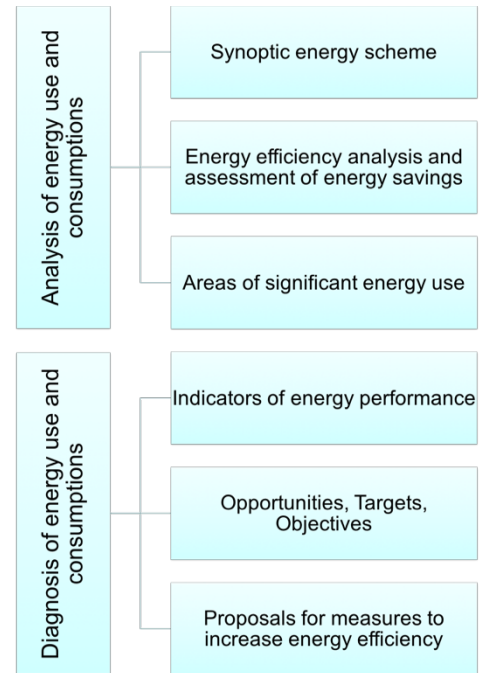 Analysis of energy use and
consumptions
Synoptic energy scheme
Energy efficiency analysis and
assessment of energy savings
Areas of significant energy use
Diagnosis of energy use and
consumptions
Indicators of energy performance
Opportunities, Targets,
Objectives
Proposals for measures to
increase energy efficiency